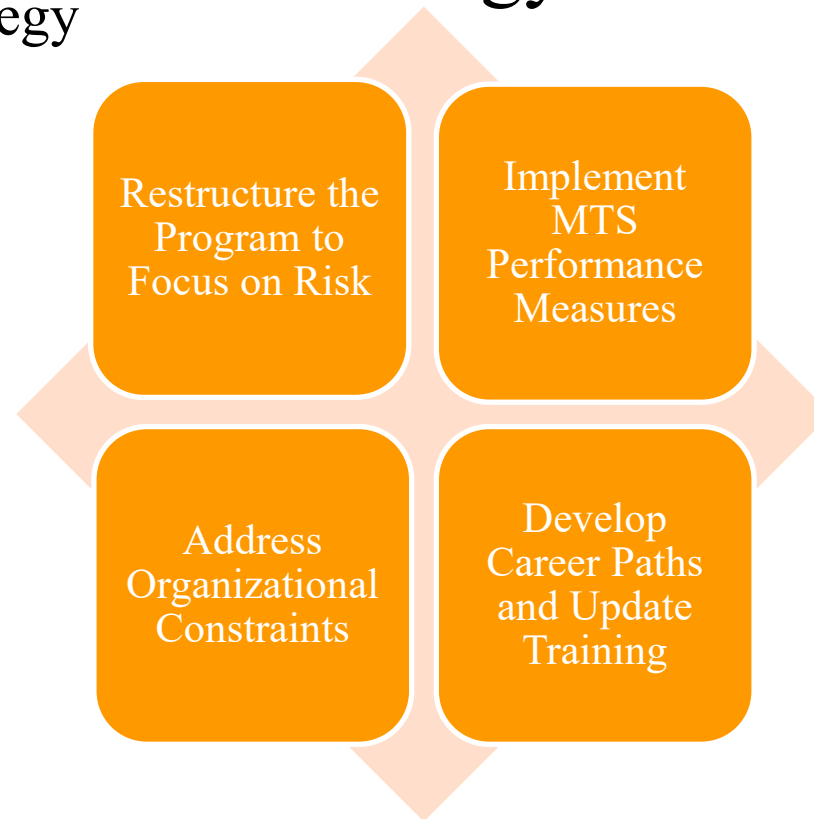 egy
gy
Restructure the
Program to
Focus on Risk
Implement
MTS
Performance
Measures
Address
Organizational
Constraints
Develop
Career Paths
and Update
Training